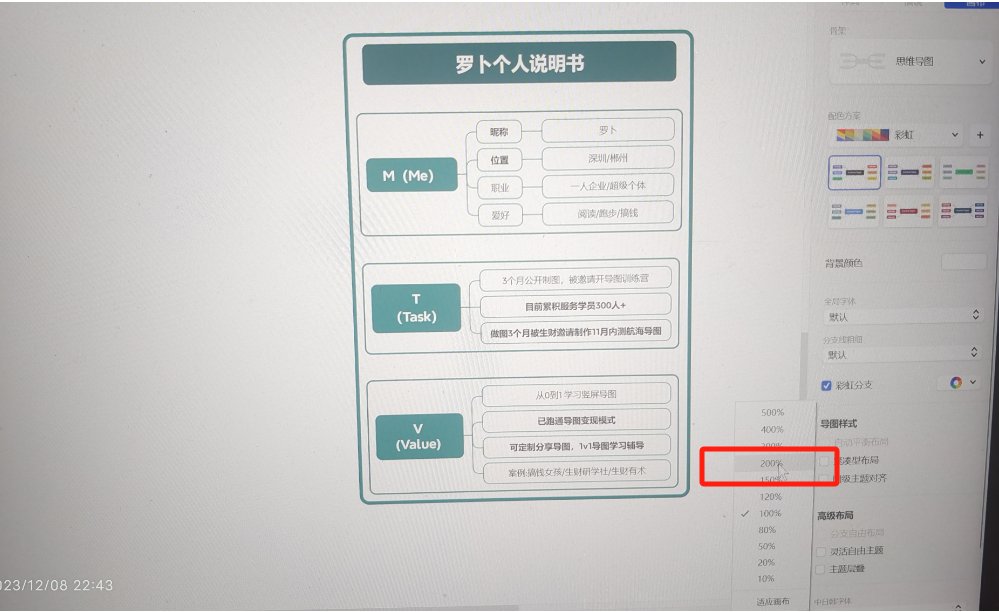 画布
骨架
思维导图
罗卜个人说明书
配色方案
彩虹
+
M（Me）
昵称
罗卜
位置
深圳/郴州
职业
一人企业/超级个体
爱好
阅读/跑步/搞钱
背景颜色
全局字体
默认
分支线粗细
默认
彩虹分支
T
(Task)
3个月公开制图，被邀请开导图训练营
目前累积服务学员300人+
做图3个月被生财邀请制作11月内测航海导图
V
(Value)
从0到1学习竖屏导图
已跑通导图变现模式
可定制分享导图，1v1导图学习辅导
案例:搞钱女孩/生财研学社/生财有术
500%
400%
300%
200%
150%
120%
100%
80%
50%
20%
10%
适应画布
导图样式
自动平衡布局
紧凑型布局
同级主题对齐
高级布局
分支自由布局
灵活自由主题
主题层叠
中日韩字体
023/12/08 22:43